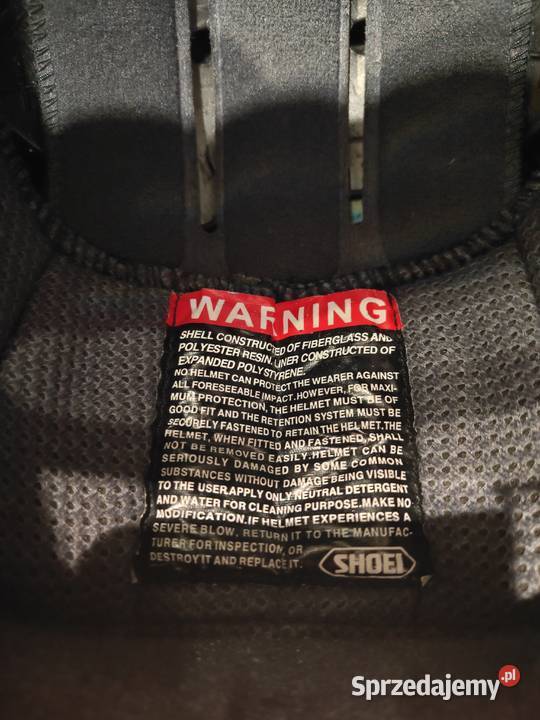 WARNING
SHELL CONSTRUCTED OF FIBERGLASS AND
POLYESTER RESIN. LINER CONSTRUCTED OF
EXPANDED POLYSTYRENE.
NO HELMET CAN PROTECT THE WEARER AGAINST
ALL FORESEEABLE IMPACT. HOWEVER, FOR MAXI-
MUM PROTECTION, THE HELMET MUST BE OF
GOOD FIT AND THE RETENTION SYSTEM MUST BE
SECURELY FASTENED TO RETAIN THE HELMET. THE
HELMET, WHEN FITTED AND FASTENED, SHALL
NOT BE REMOVED EASILY. HELMET CAN BE
SERIOUSLY DAMAGED BY SOME COMMON
SUBSTANCES WITHOUT DAMAGE BEING VISIBLE
TO THE USER. APPLY ONLY NEUTRAL DETERGENT
AND WATER FOR CLEANING PURPOSE. MAKE NO
MODIFICATION. IF HELMET EXPERIENCES A
SEVERE BLOW, RETURN IT TO THE MANUFAC-
TURER FOR INSPECTION, OR
DESTROY IT AND REPLACE IT.
SHOEI
Sprzedajemy.pl